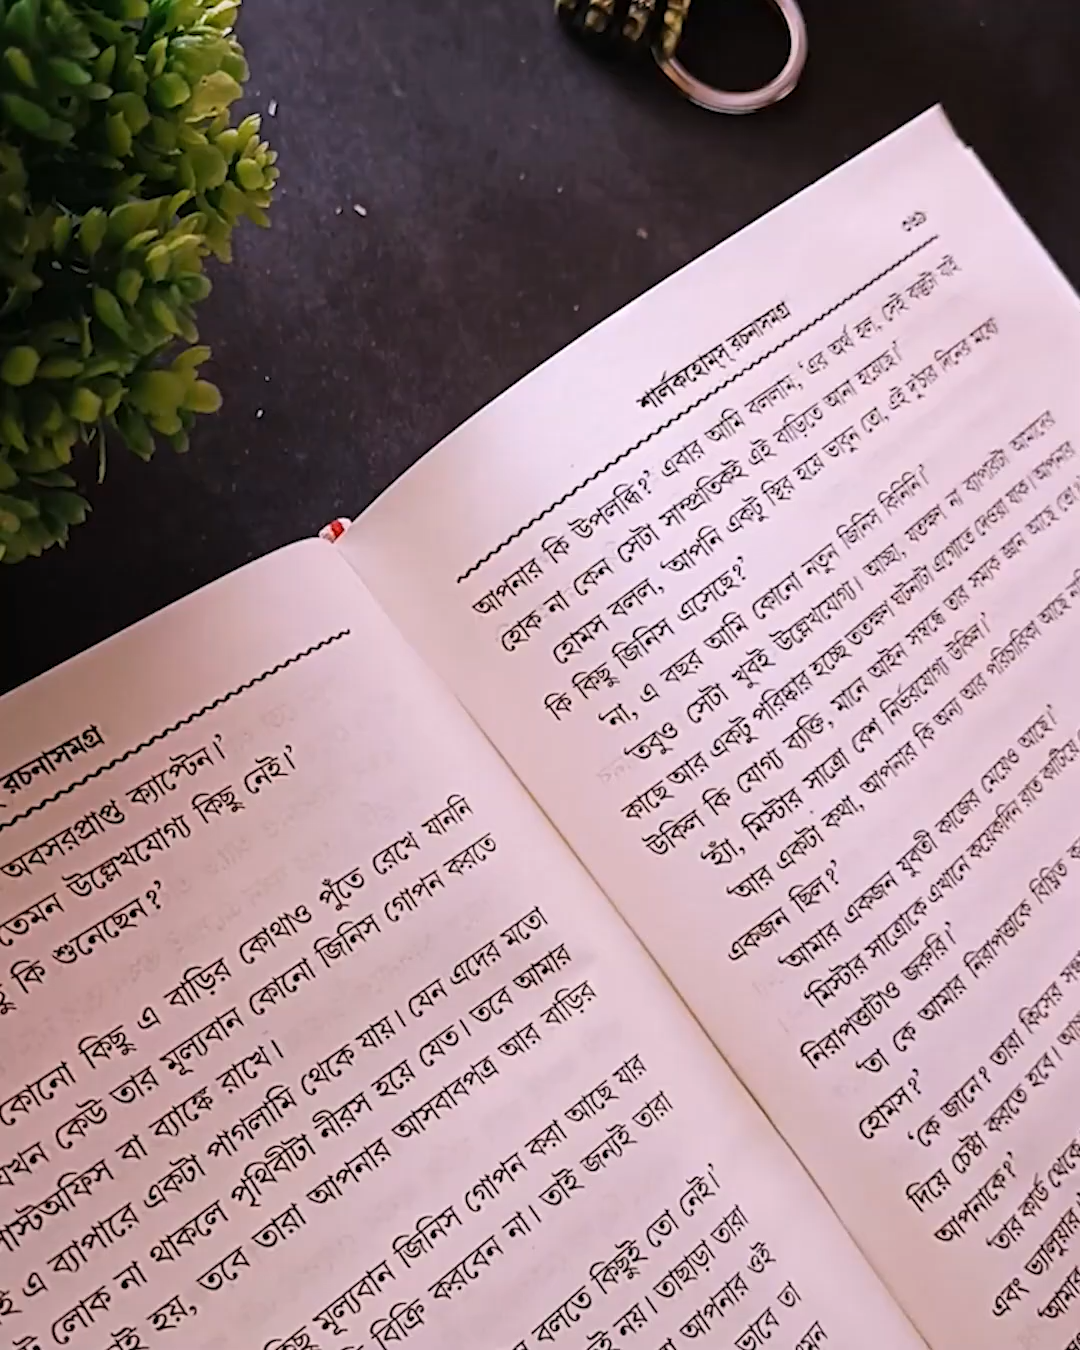 রচনাসমগ্র
অবসরপ্রাপ্ত ক্যাপ্টেন।’
তেমন উল্লেখযোগ্য কিছু নেই।’
কি শুনেছেন?’
কোনো কিছু এ বাড়ির কোথাও পুঁতে রেখে যাননি
যখন কেউ তার মূল্যবান কোনো জিনিস গোপন করতে
পোস্টঅফিস বা ব্যাঙ্কে রাখে।
এ ব্যাপারে একটা পাগলামি থেকে যায়। যেন এদের মতো
লোক না থাকলে পৃথিবীটা নীরস হয়ে যেত। তবে আমার
হয়, তবে তারা আপনার আসবাবপত্র আর বাড়ির
কিছু মূল্যবান জিনিস গোপন করা আছে যার
বিক্রি করবেন না। তাই জন্যই তারা
বলতে কিছুই তো নেই।’
নয়। তাছাড়া তারা
আপনার ওই
ভাবে তা
এমন
শার্লকহোমস্ রচনাসমগ্র
আপনার কি উপলব্ধি?’ এবার আমি বললাম, ‘এর অর্থ হল, সেই বস্তুটা যাই
হোক না কেন সেটা সাম্প্রতিকই এই বাড়িতে আনা হয়েছে।’
হোমস বলল, ‘আপনি একটু স্থির হয়ে ভাবুন তো, এই দু’চার দিনের মধ্যে
কি কিছু জিনিস এসেছে?’
‘না, এ বছর আমি কোনো নতুন জিনিস কিনিনি।’
‘তবুও সেটা খুবই উল্লেখযোগ্য। আচ্ছা, যতক্ষণ না ব্যাপারটা আমাদের
কাছে আর একটু পরিষ্কার হচ্ছে ততক্ষণ ঘটনাটা এগোতে দেওয়া যাক। আপনার
উকিল কি যোগ্য ব্যক্তি, মানে আইন সম্বন্ধে তার সম্যক জ্ঞান আছে তো
‘হ্যাঁ, মিস্টার সাত্রো বেশ নির্ভরযোগ্য উকিল।’
‘আর একটা কথা, আপনার কি অন্য আর পরিচারিকা আছে
একজন ছিল?’
‘আমার একজন যুবতী কাজের মেয়েও আছে।’
‘মিস্টার সাত্রোকে এখানে কয়েকদিন রাত কাটিয়ে
নিরাপত্তাটাও জরুরি।’
‘তা কে আমার নিরাপত্তাকে বিঘ্নিত
হোমস?’
‘কে জানে? তারা কিসের
দিয়ে চেষ্টা করতে হবে।
আপনাকে?’
‘তার কার্ড থেকে
এবং ভ্যালুয়ার
‘আমার